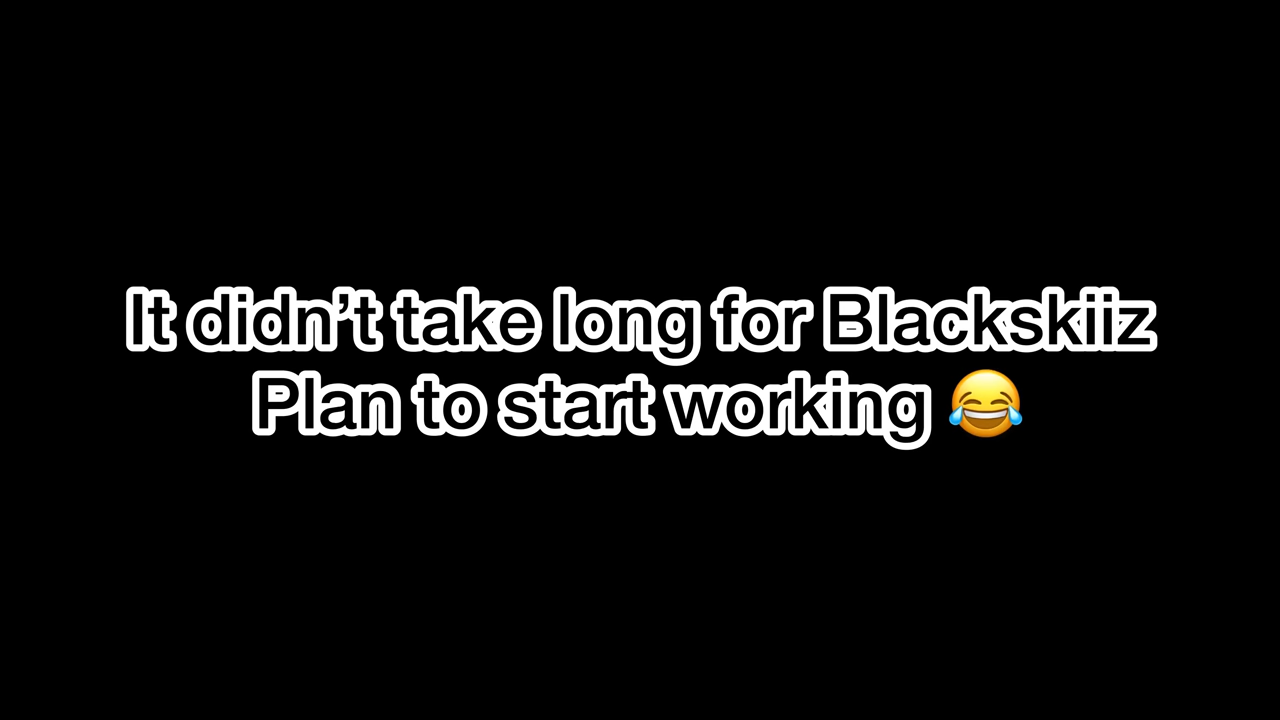 It didn’t take long for Blackskiiz
Plan to start working 😂